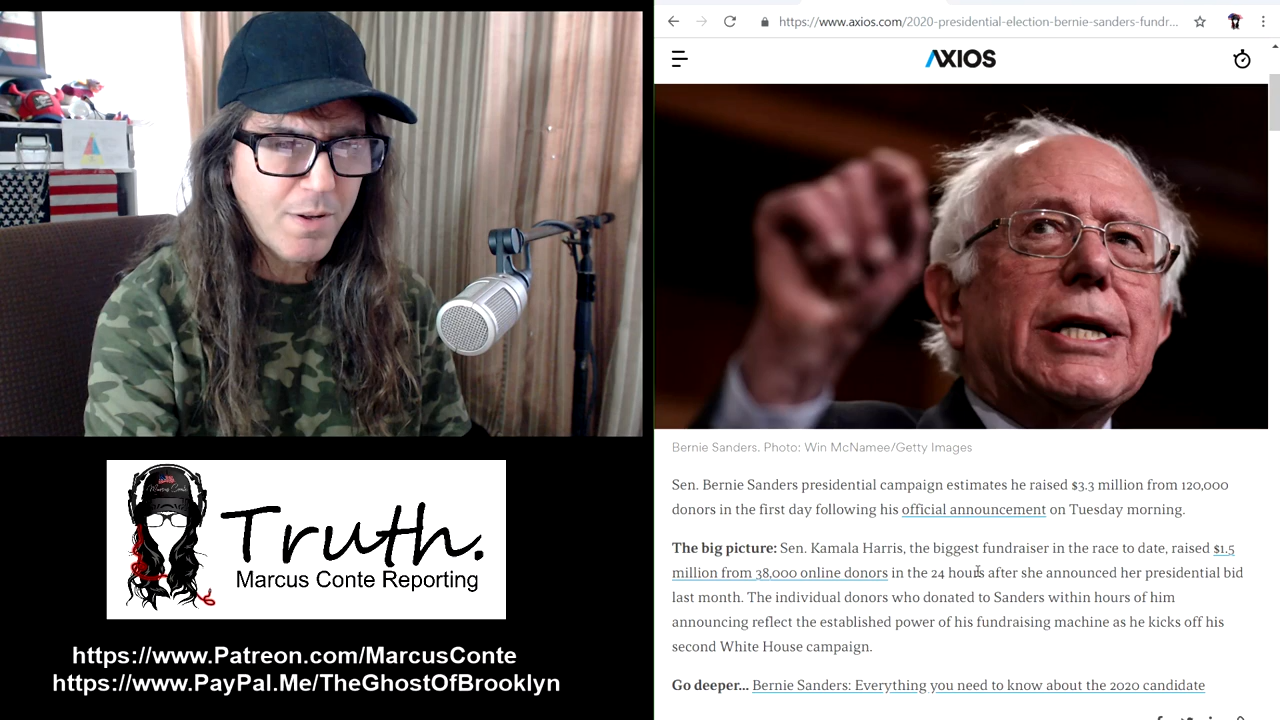 https://www.axios.com/2020-presidential-election-bernie-sanders-fundr...
AXIOS
Bernie Sanders. Photo: Win McNamee/Getty Images
Sen. Bernie Sanders presidential campaign estimates he raised $3.3 million from 120,000
donors in the first day following his official announcement on Tuesday morning.
The big picture: Sen. Kamala Harris, the biggest fundraiser in the race to date, raised $1.5
million from 38,000 online donors in the 24 hours after she announced her presidential bid
last month. The individual donors who donated to Sanders within hours of him
announcing reflect the established power of his fundraising machine as he kicks off his
second White House campaign.
Go deeper... Bernie Sanders: Everything you need to know about the 2020 candidate
Marcus Conte
Truth.
Marcus Conte Reporting
https://www.Patreon.com/MarcusConte
https://www.PayPal.Me/TheGhostOfBrooklyn